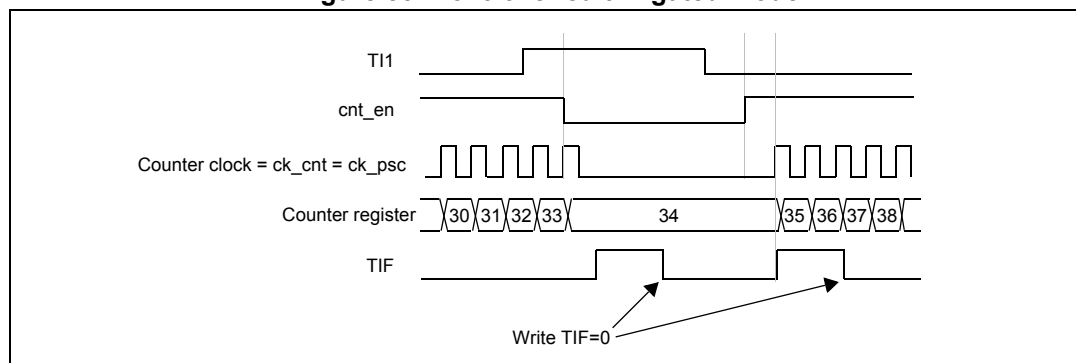 TI1
cnt_en
Counter clock = ck_cnt = ck_psc
Counter register 30 31 32 33 34 35 36 37 38
TIF
Write TIF=0